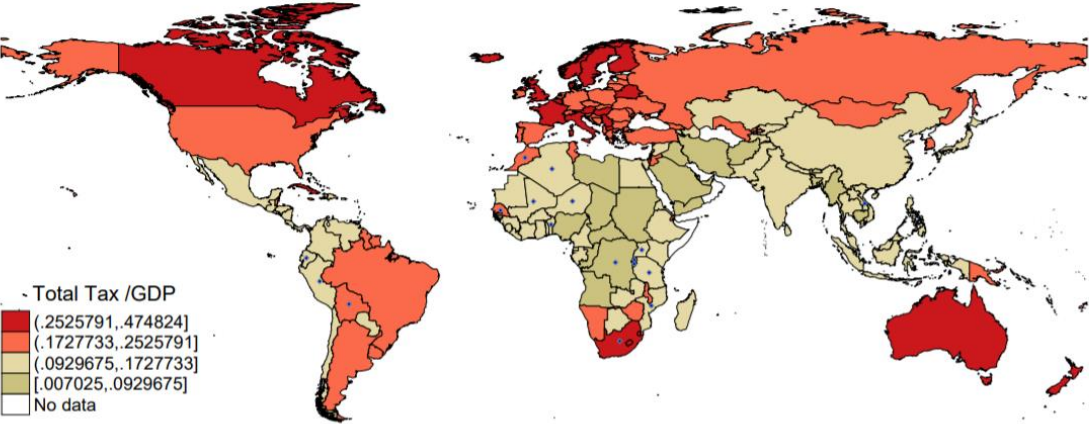 Total Tax /GDP
(.2525791,.474824]
(.1727733,.2525791]
(.0929675,.1727733]
[.007025,.0929675]
No data